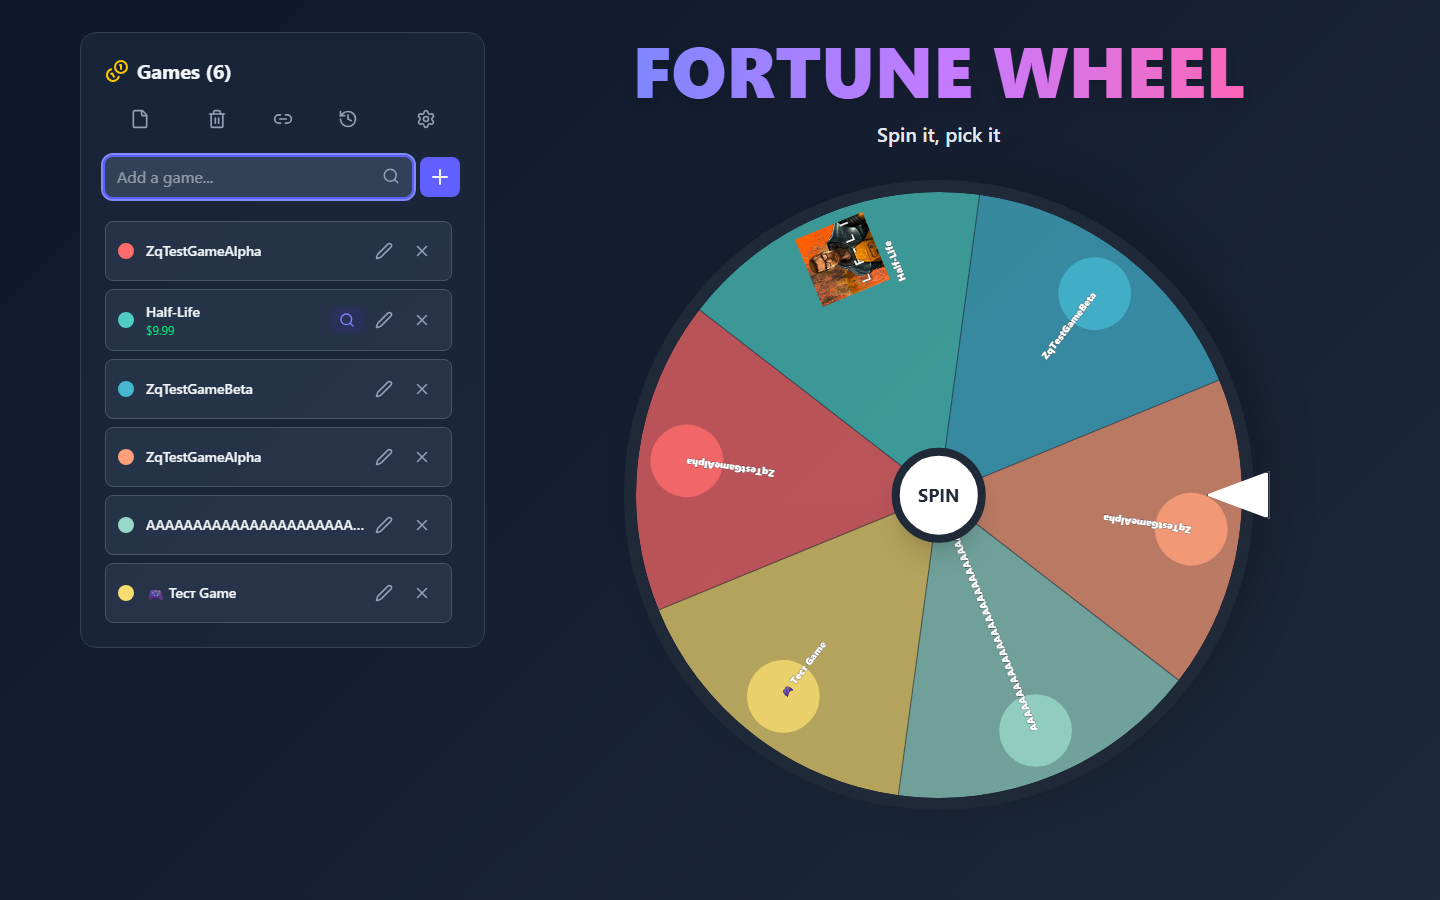 Games (6)
Add a game...
ZqTestGameAlpha
Half-Life
$9.99
ZqTestGameBeta
ZqTestGameAlpha
AAAAAAAAAAAAAAAAAAAAAA...
🎮 Тест Game
FORTUNE WHEEL
Spin it, pick it
Half-Life
ZqTestGameBeta
ZqTestGameAlpha
ZqTestGameAlpha
SPIN
🎮 Тест Game